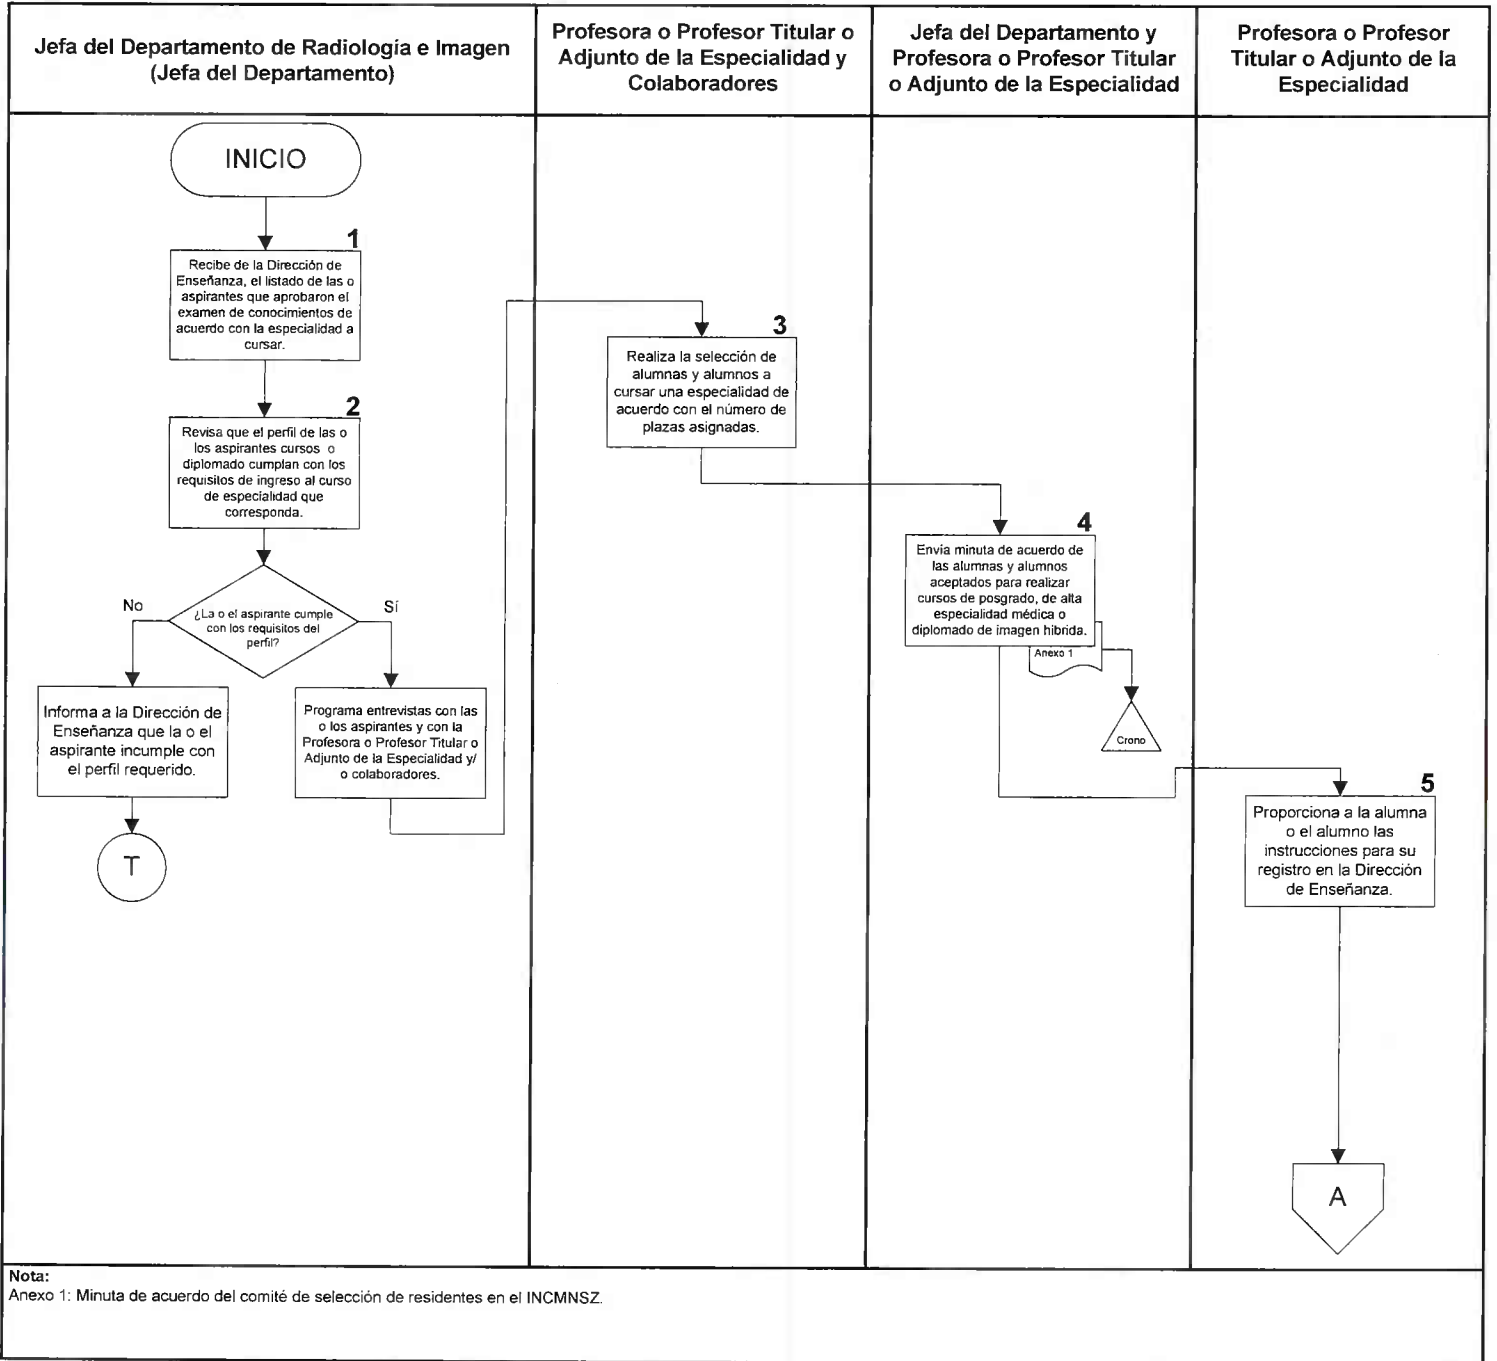 Jefa del Departamento de Radiología e Imagen
(Jefa del Departamento)
Profesora o Profesor Titular o
Adjunto de la Especialidad y
Colaboradores
Jefa del Departamento y
Profesora o Profesor Titular
o Adjunto de la Especialidad
Profesora o Profesor
Titular o Adjunto de la
Especialidad
INICIO
1
Recibe de la Dirección de
Enseñanza, el listado de las o
aspirantes que aprobaron el
examen de conocimientos de
acuerdo con la especialidad a
cursar.
2
Revisa que el perfil de las o
los aspirantes cursos o
diplomado cumplan con los
requisitos de ingreso al curso
de especialidad que
corresponda.
No
¿La o el aspirante cumple
con los requisitos del
perfil?
Sí
Informa a la Dirección de
Enseñanza que la o el
aspirante incumple con
el perfil requerido.
T
Programa entrevistas con las
o los aspirantes y con la
Profesora o Profesor Titular o
Adjunto de la Especialidad y/
o colaboradores.
3
Realiza la selección de
alumnas y alumnos a
cursar una especialidad de
acuerdo con el número de
plazas asignadas.
4
Envía minuta de acuerdo de
las alumnas y alumnos
aceptados para realizar
cursos de posgrado, de alta
especialidad médica o
diplomado de imagen hibrida.
Anexo 1
Crono
5
Proporciona a la alumna
o el alumno las
instrucciones para su
registro en la Dirección
de Enseñanza.
A
Nota:
Anexo 1: Minuta de acuerdo del comité de selección de residentes en el INCMNSZ.